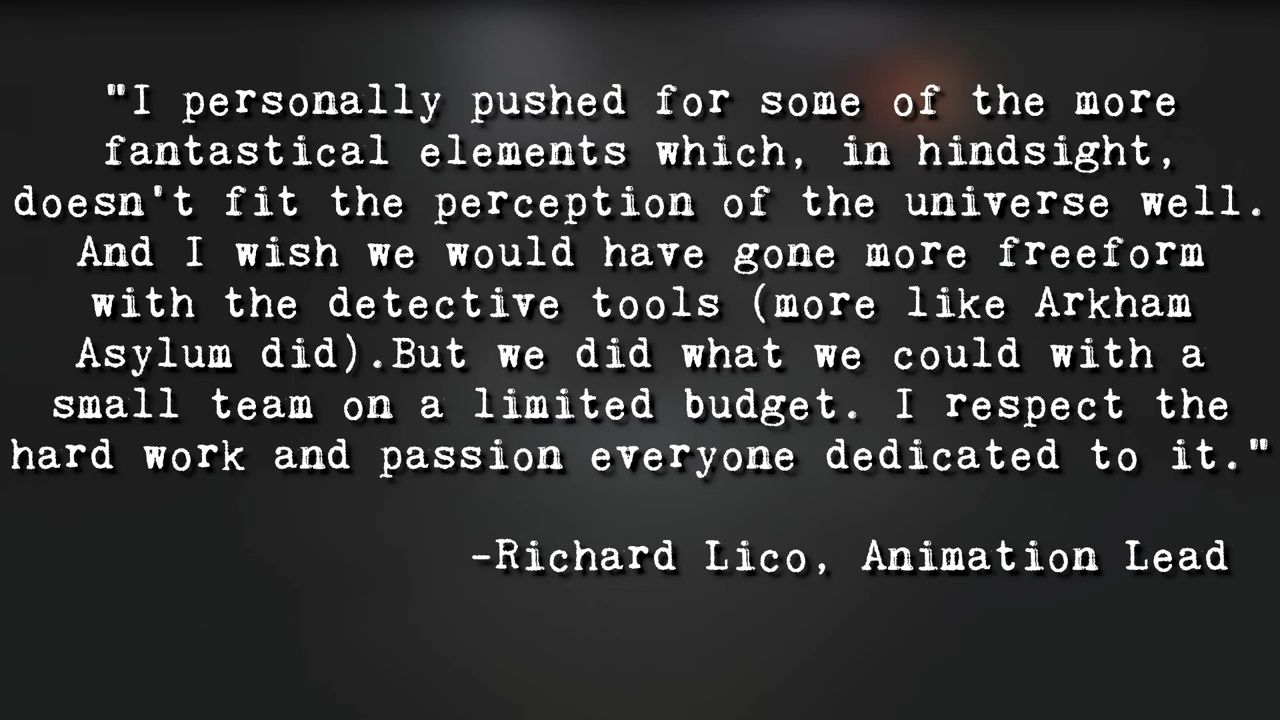 "I personally pushed for some of the more
fantastical elements which, in hindsight,
doesn't fit the perception of the universe well.
And I wish we would have gone more freeform
with the detective tools (more like Arkham
Asylum did).But we did what we could with a
small team on a limited budget. I respect the
hard work and passion everyone dedicated to it."
-Richard Lico, Animation Lead